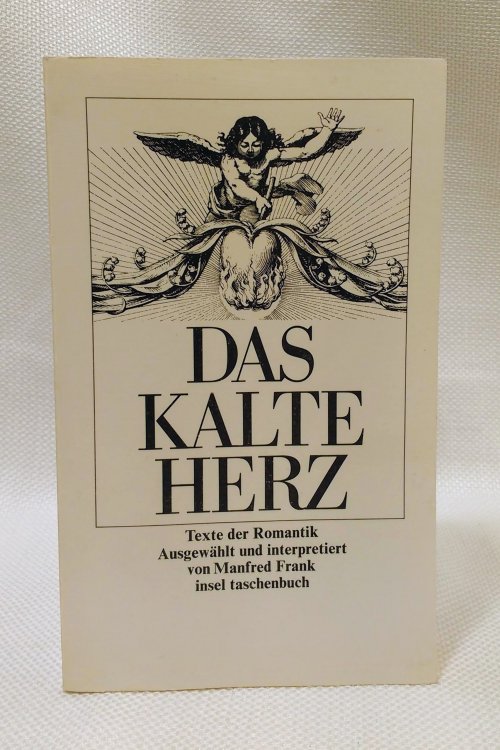 DAS
KALTE
HERZ
Texte der Romantik
Ausgewählt und interpretiert
von Manfred Frank
insel taschenbuch